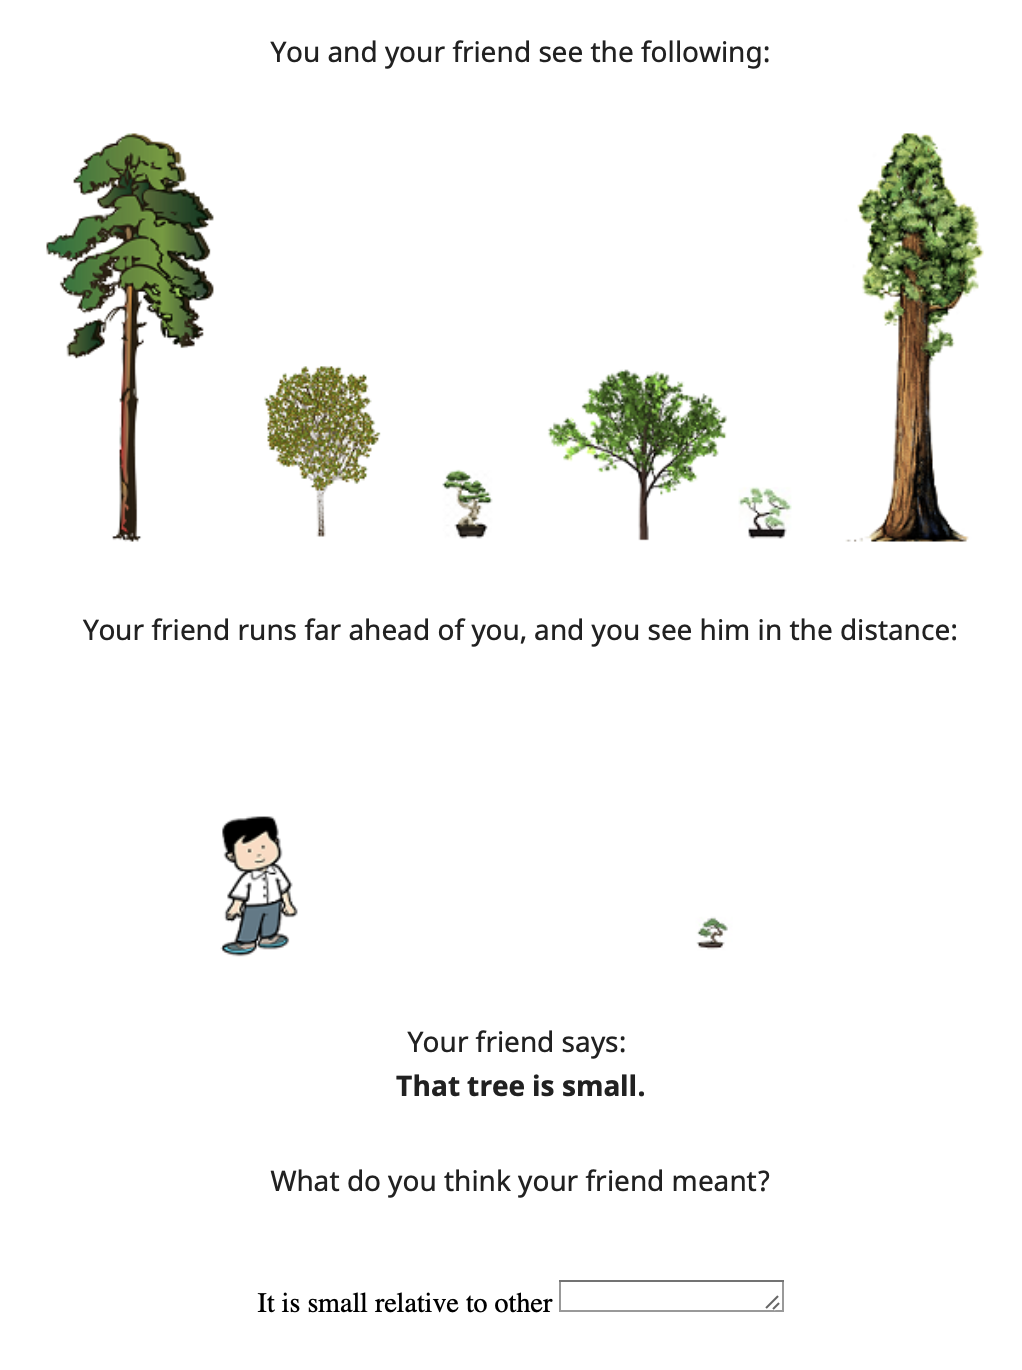 You and your friend see the following:
Your friend runs far ahead of you, and you see him in the distance:
Your friend says:
That tree is small.
What do you think your friend meant?
It is small relative to other